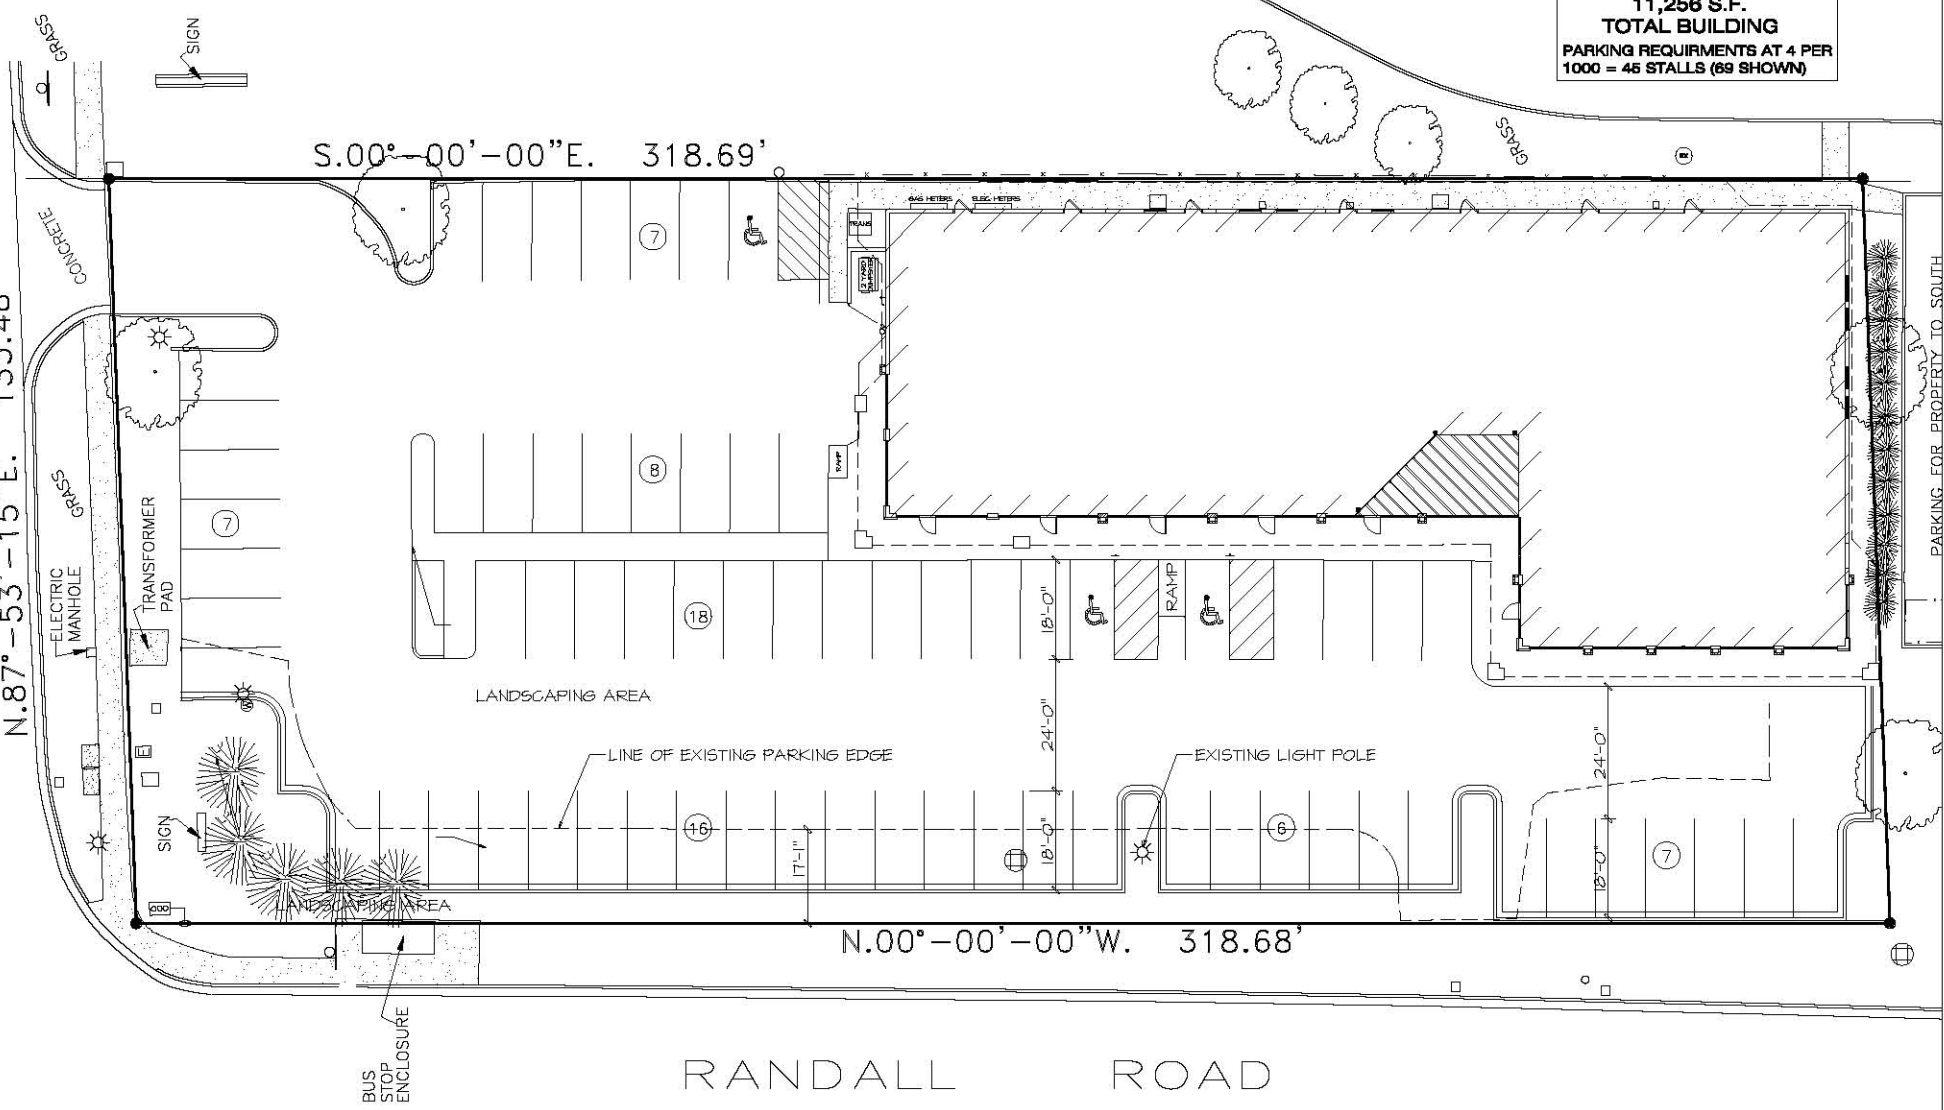 11,256 S.F.
TOTAL BUILDING
PARKING REQUIRMENTS AT 4 PER
1000 = 45 STALLS (69 SHOWN)
GRASS
SIGN
S.00°-00'-00"E. 318.69'
GRASS
CONCRETE
GAS METERS
ELEC. METERS
TRANS
7
2 YARD
DUMPSTER
PARKING FOR PROPERTY TO SOUTH
N.87°-53'-15"E.
GRASS
8
RAMP
7
TRANSFORMER
PAD
ELECTRIC
MANHOLE
18
18'-0"
RAMP
LANDSCAPING AREA
W
24'-0"
LINE OF EXISTING PARKING EDGE
EXISTING LIGHT POLE
24'-0"
E
SIGN
16
17'-1"
18'-0"
6
7
18'-0"
LANDSCAPING AREA
N.00°-00'-00"W. 318.68'
BUS
STOP
ENCLOSURE
RANDALL ROAD